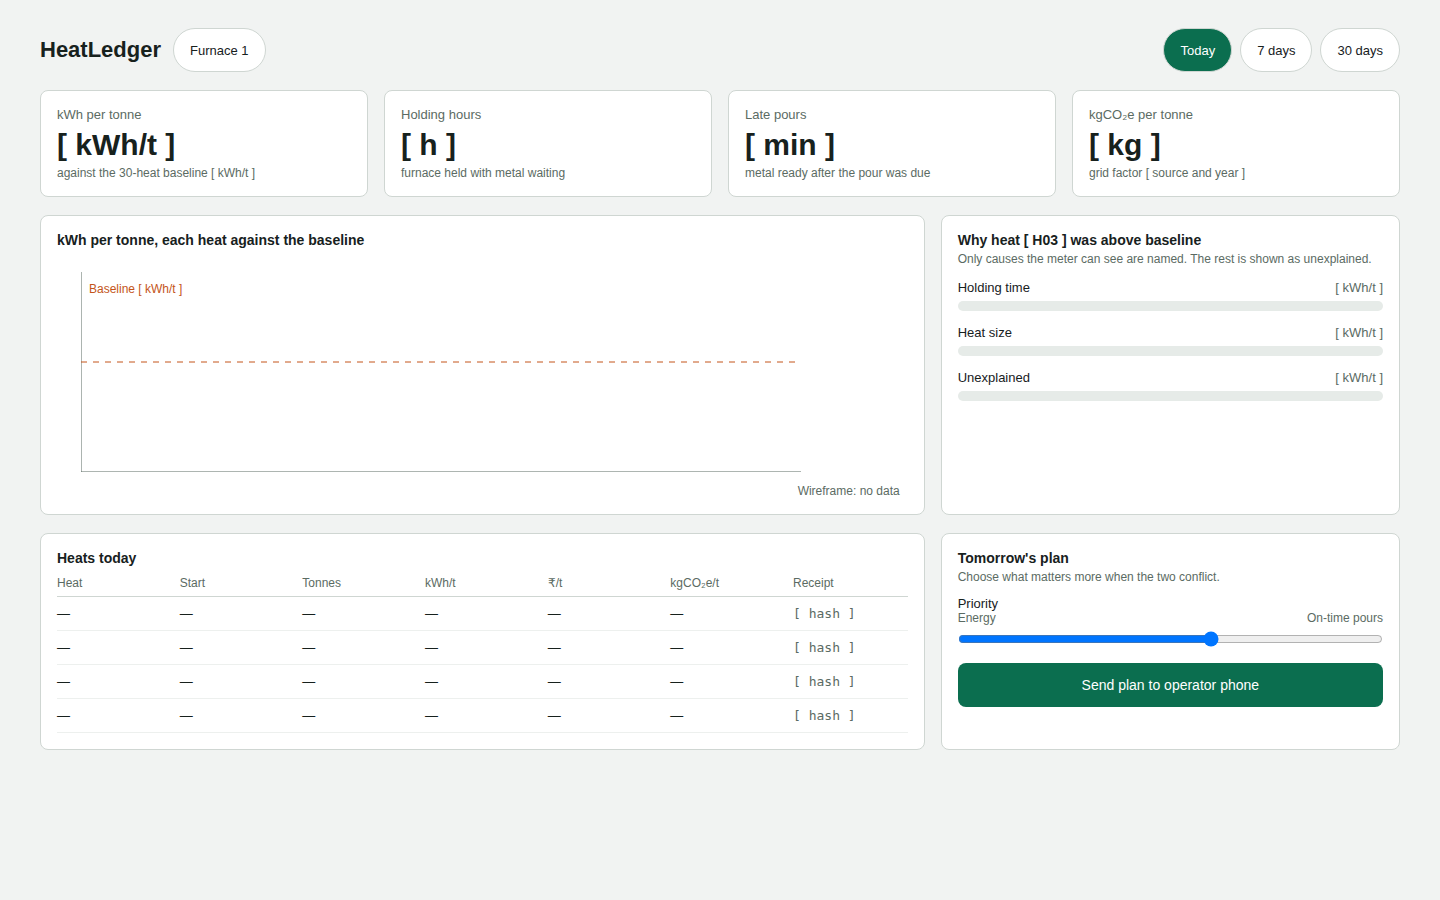 HeatLedger Furnace 1 Today 7 days 30 days
kWh per tonne
[ kWh/t ]
against the 30-heat baseline [ kWh/t ]
Holding hours
[ h ]
furnace held with metal waiting
Late pours
[ min ]
metal ready after the pour was due
kgCO₂e per tonne
[ kg ]
grid factor [ source and year ]
kWh per tonne, each heat against the baseline
Baseline [ kWh/t ]
Wireframe: no data
Why heat [ H03 ] was above baseline
Only causes the meter can see are named. The rest is shown as unexplained.
Holding time [ kWh/t ]
Heat size [ kWh/t ]
Unexplained [ kWh/t ]
Heats today
Heat Start Tonnes kWh/t ₹/t kgCO₂e/t Receipt
— — — — — — [ hash ]
— — — — — — [ hash ]
— — — — — — [ hash ]
— — — — — — [ hash ]
Tomorrow's plan
Choose what matters more when the two conflict.
Priority
Energy On-time pours
Send plan to operator phone